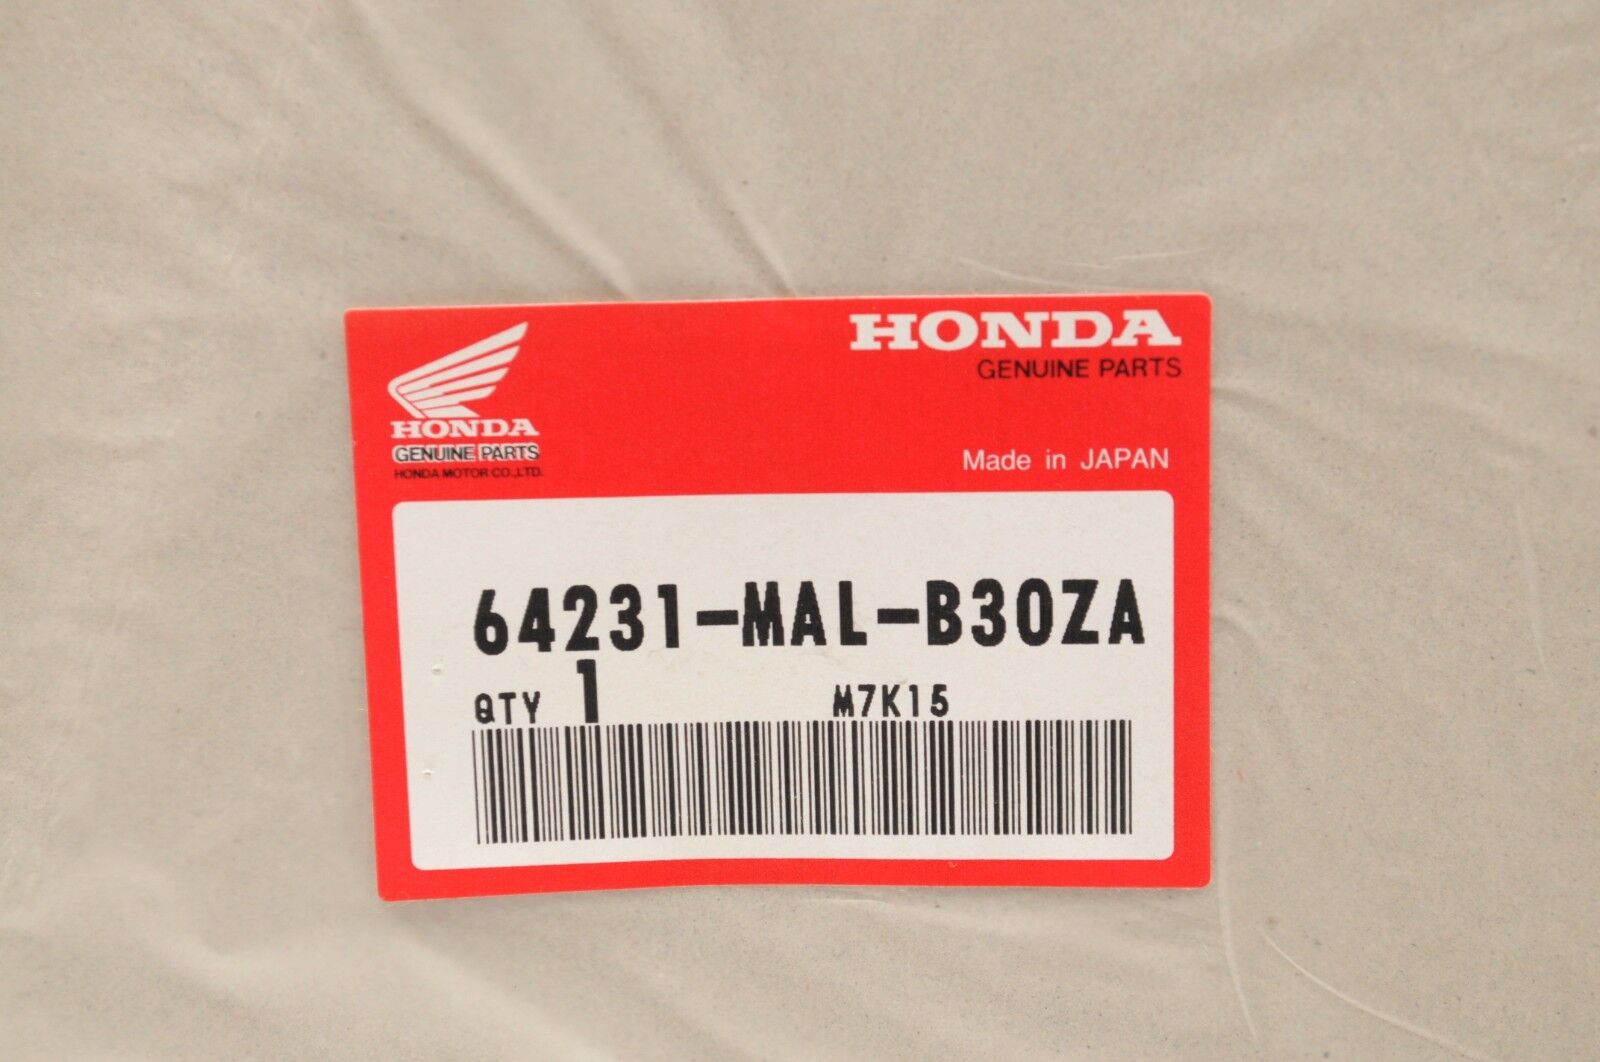 HONDA
GENUINE PARTS
HONDA MOTOR CO.,LTD.
HONDA
GENUINE PARTS
Made in JAPAN
64231-MAL-B30ZA
QTY 1 M7K15